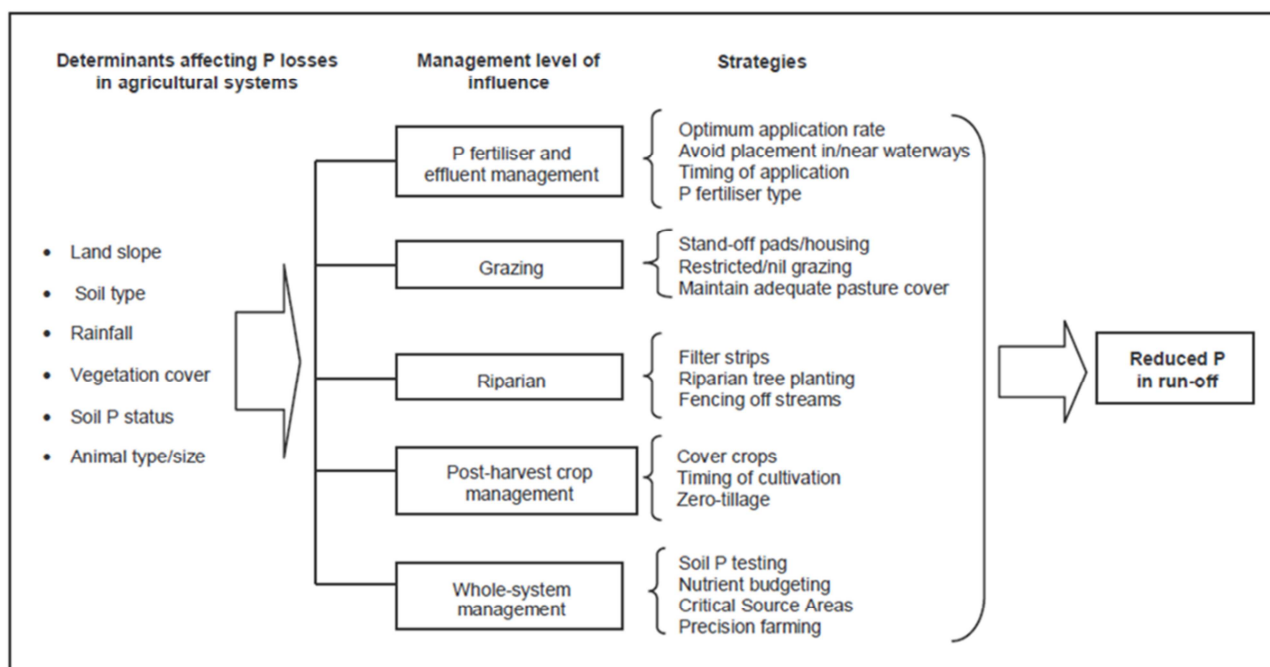 Determinants affecting P losses
in agricultural systems
Management level of
influence
Strategies
• Land slope
• Soil type
• Rainfall
• Vegetation cover
• Soil P status
• Animal type/size
P fertiliser and
effluent management
Optimum application rate
Avoid placement in/near waterways
Timing of application
P fertiliser type
Grazing
Stand-off pads/housing
Restricted/nil grazing
Maintain adequate pasture cover
Riparian
Filter strips
Riparian tree planting
Fencing off streams
Post-harvest crop
management
Cover crops
Timing of cultivation
Zero-tillage
Whole-system
management
Soil P testing
Nutrient budgeting
Critical Source Areas
Precision farming
Reduced P
in run-off